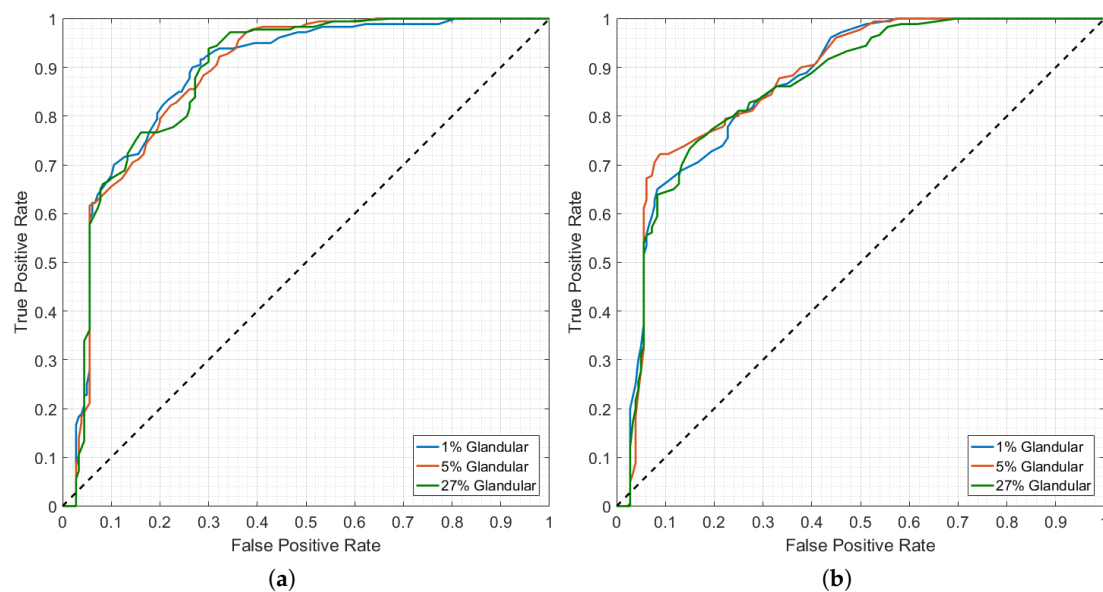 1
0.9
0.8
0.7
0.6
0.5
0.4
0.3
0.2
0.1
0
True Positive Rate
0 0.1 0.2 0.3 0.4 0.5 0.6 0.7 0.8 0.9 1
False Positive Rate
1% Glandular
5% Glandular
27% Glandular
(a)
1
0.9
0.8
0.7
0.6
0.5
0.4
0.3
0.2
0.1
0
True Positive Rate
0 0.1 0.2 0.3 0.4 0.5 0.6 0.7 0.8 0.9 1
False Positive Rate
1% Glandular
5% Glandular
27% Glandular
(b)